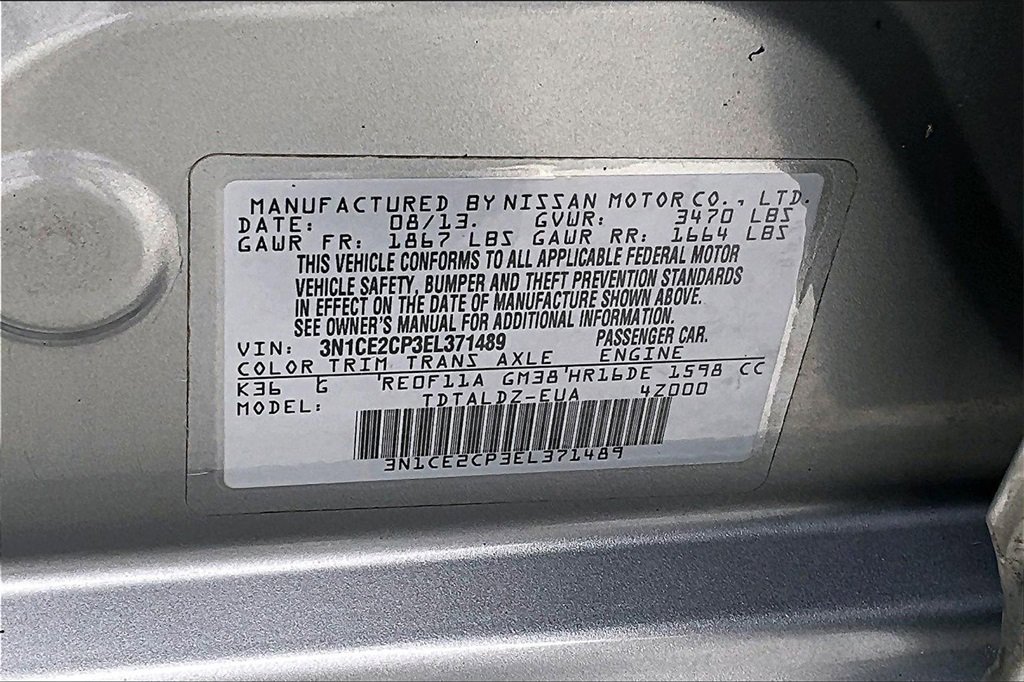 MANUFACTURED BY NISSAN MOTOR CO., LTD.
DATE: 08/13. GVWR: 3470 LBS
GAWR FR: 1867 LBS GAWR RR: 1664 LBS
THIS VEHICLE CONFORMS TO ALL APPLICABLE FEDERAL MOTOR
VEHICLE SAFETY, BUMPER AND THEFT PREVENTION STANDARDS
IN EFFECT ON THE DATE OF MANUFACTURE SHOWN ABOVE.
SEE OWNER'S MANUAL FOR ADDITIONAL INFORMATION.
VIN: 3N1CE2CP3EL371489 PASSENGER CAR.
COLOR TRIM TRANS AXLE ENGINE
K36 G 'RE0F11A GM38'HR16DE 1598 CC
MODEL: TDTALDZ-EUA 4Z000
3N1CE2CP3EL371489